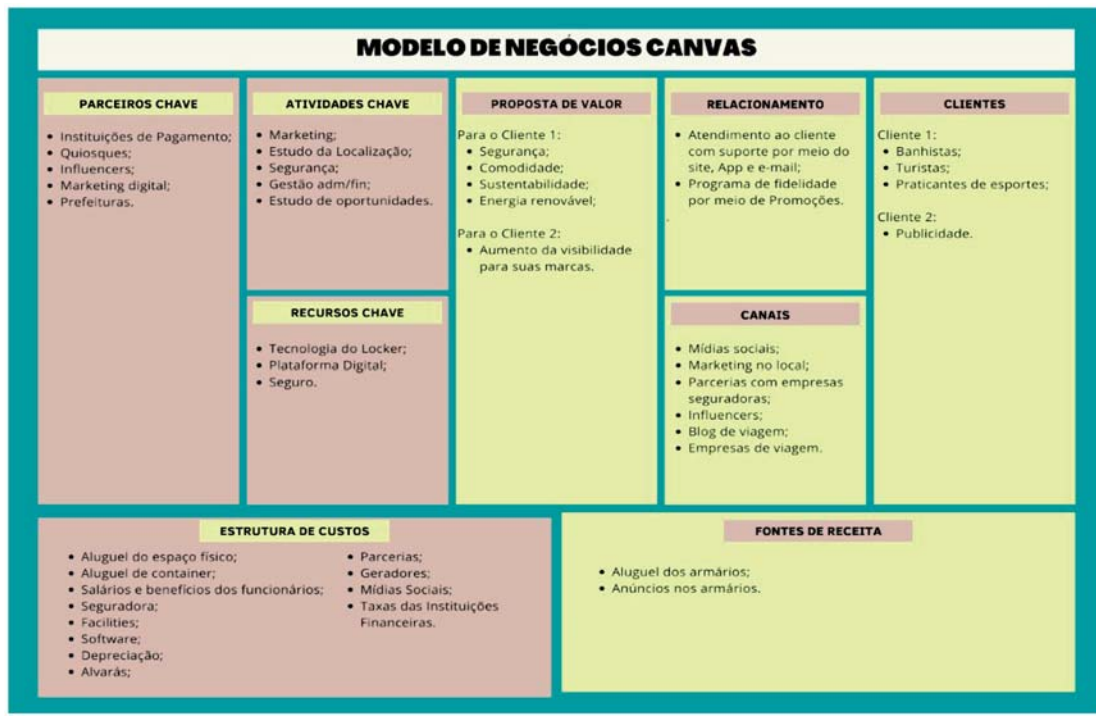 MODELO DE NEGÓCIOS CANVAS
PARCEIROS CHAVE
• Instituições de Pagamento;
• Quiosques;
• Influencers;
• Marketing digital;
• Prefeituras.
ATIVIDADES CHAVE
• Marketing;
• Estudo da Localização;
• Segurança;
• Gestão adm/fin;
• Estudo de oportunidades.
RECURSOS CHAVE
• Tecnologia do Locker;
• Plataforma Digital;
• Seguro.
PROPOSTA DE VALOR
Para o Cliente 1:
• Segurança;
• Comodidade;
• Sustentabilidade;
• Energia renovável;
Para o Cliente 2:
• Aumento da visibilidade
para suas marcas.
RELACIONAMENTO
• Atendimento ao cliente
com suporte por meio do
site, App e e-mail;
• Programa de fidelidade
por meio de Promoções.
.
CANAIS
• Mídias sociais;
• Marketing no local;
• Parcerias com empresas
seguradoras;
• Influencers;
• Blog de viagem;
• Empresas de viagem.
CLIENTES
Cliente 1:
• Banhistas;
• Turistas;
• Praticantes de esportes;
Cliente 2:
• Publicidade.
ESTRUTURA DE CUSTOS
• Aluguel do espaço físico;
• Aluguel de container;
• Salários e benefícios dos funcionários;
• Seguradora;
• Facilities;
• Software;
• Depreciação;
• Alvarás;
• Parcerias;
• Geradores;
• Mídias Sociais;
• Taxas das Instituições
Financeiras.
FONTES DE RECEITA
• Aluguel dos armários;
• Anúncios nos armários.